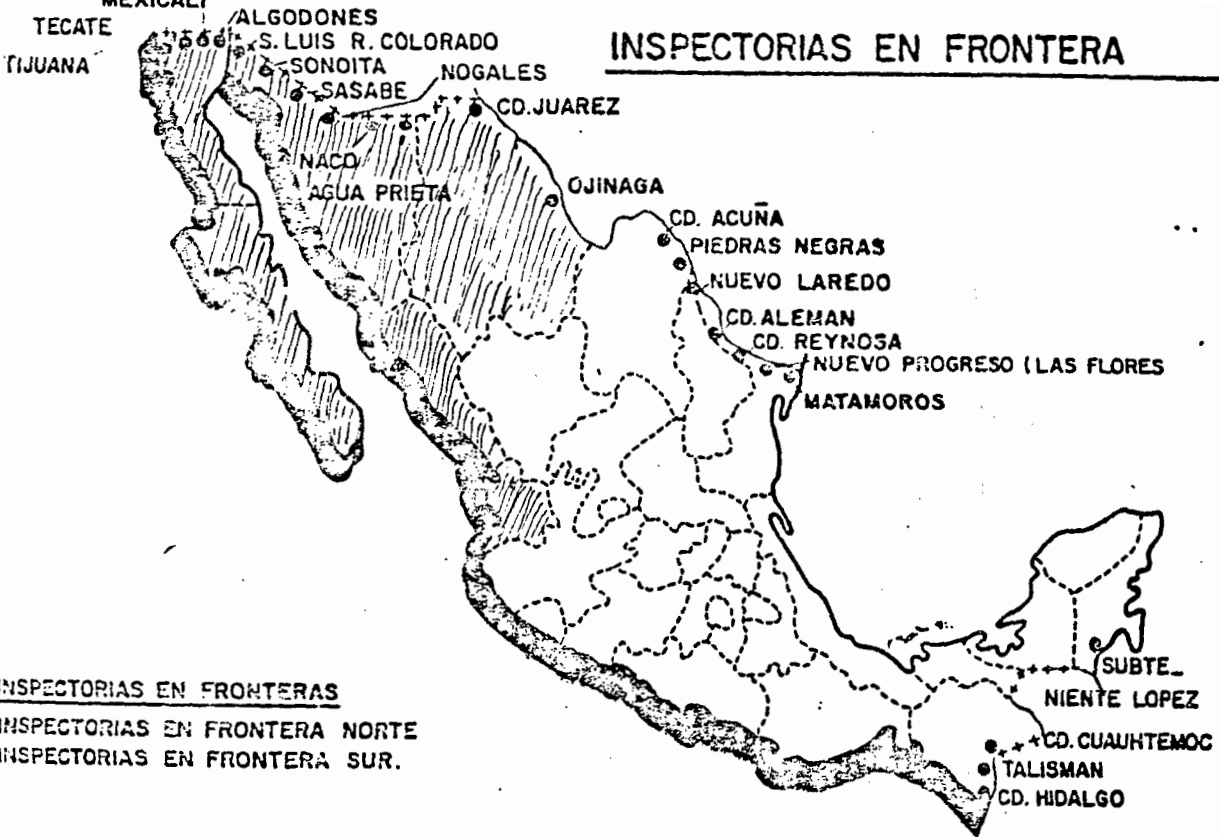 MEXICALI
TECATE
ALGODONES
TIJUANA
S. LUIS R. COLORADO
INSPECTORIAS EN FRONTERA
SONOITA
NOGALES
SASABE
CD. JUAREZ
NACO
AGUA PRIETA
OJINAGA
CD. ACUÑA
PIEDRAS NEGRAS
NUEVO LAREDO
CD. ALEMAN
CD. REYNOSA
NUEVO PROGRESO (LAS FLORES
MATAMOROS
SUBTE_
NIENTE LOPEZ
CD. CUAUHTEMOC
TALISMAN
CD. HIDALGO
INSPECTORIAS EN FRONTERAS
INSPECTORIAS EN FRONTERA NORTE
INSPECTORIAS EN FRONTERA SUR.